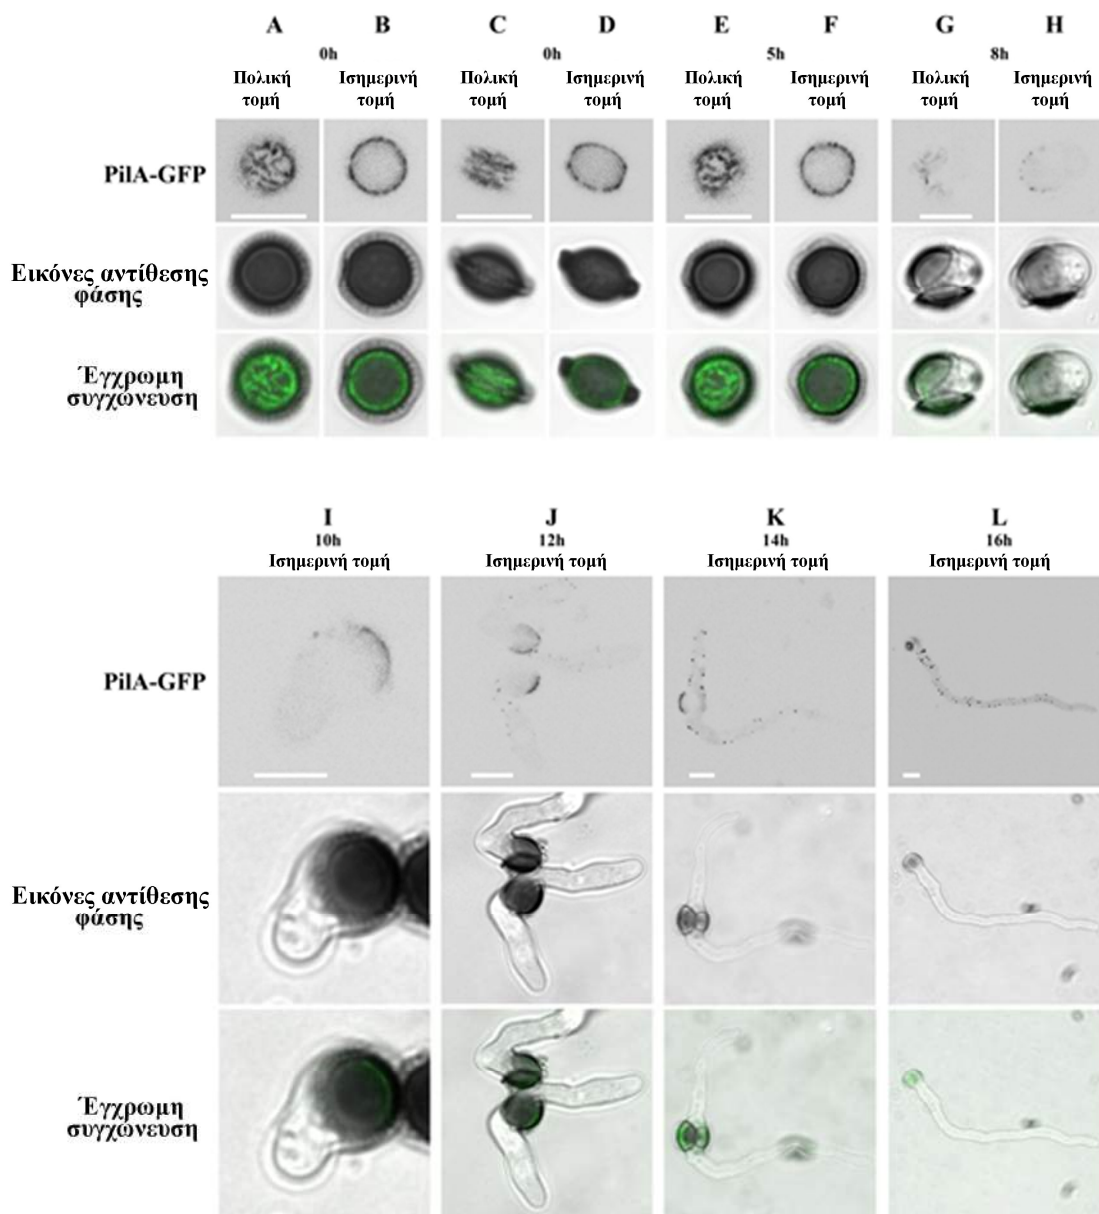 A B C D E F G H
0h 0h 5h 8h
Πολική Ισημερινή Πολική Ισημερινή Πολική Ισημερινή Πολική Ισημερινή
τομή τομή τομή τομή τομή τομή τομή τομή
PilA-GFP
Εικόνες αντίθεσης
φάσης
Έγχρωμη
συγχώνευση
I J K L
10h 12h 14h 16h
Ισημερινή τομή Ισημερινή τομή Ισημερινή τομή Ισημερινή τομή
PilA-GFP
Εικόνες αντίθεσης
φάσης
Έγχρωμη
συγχώνευση